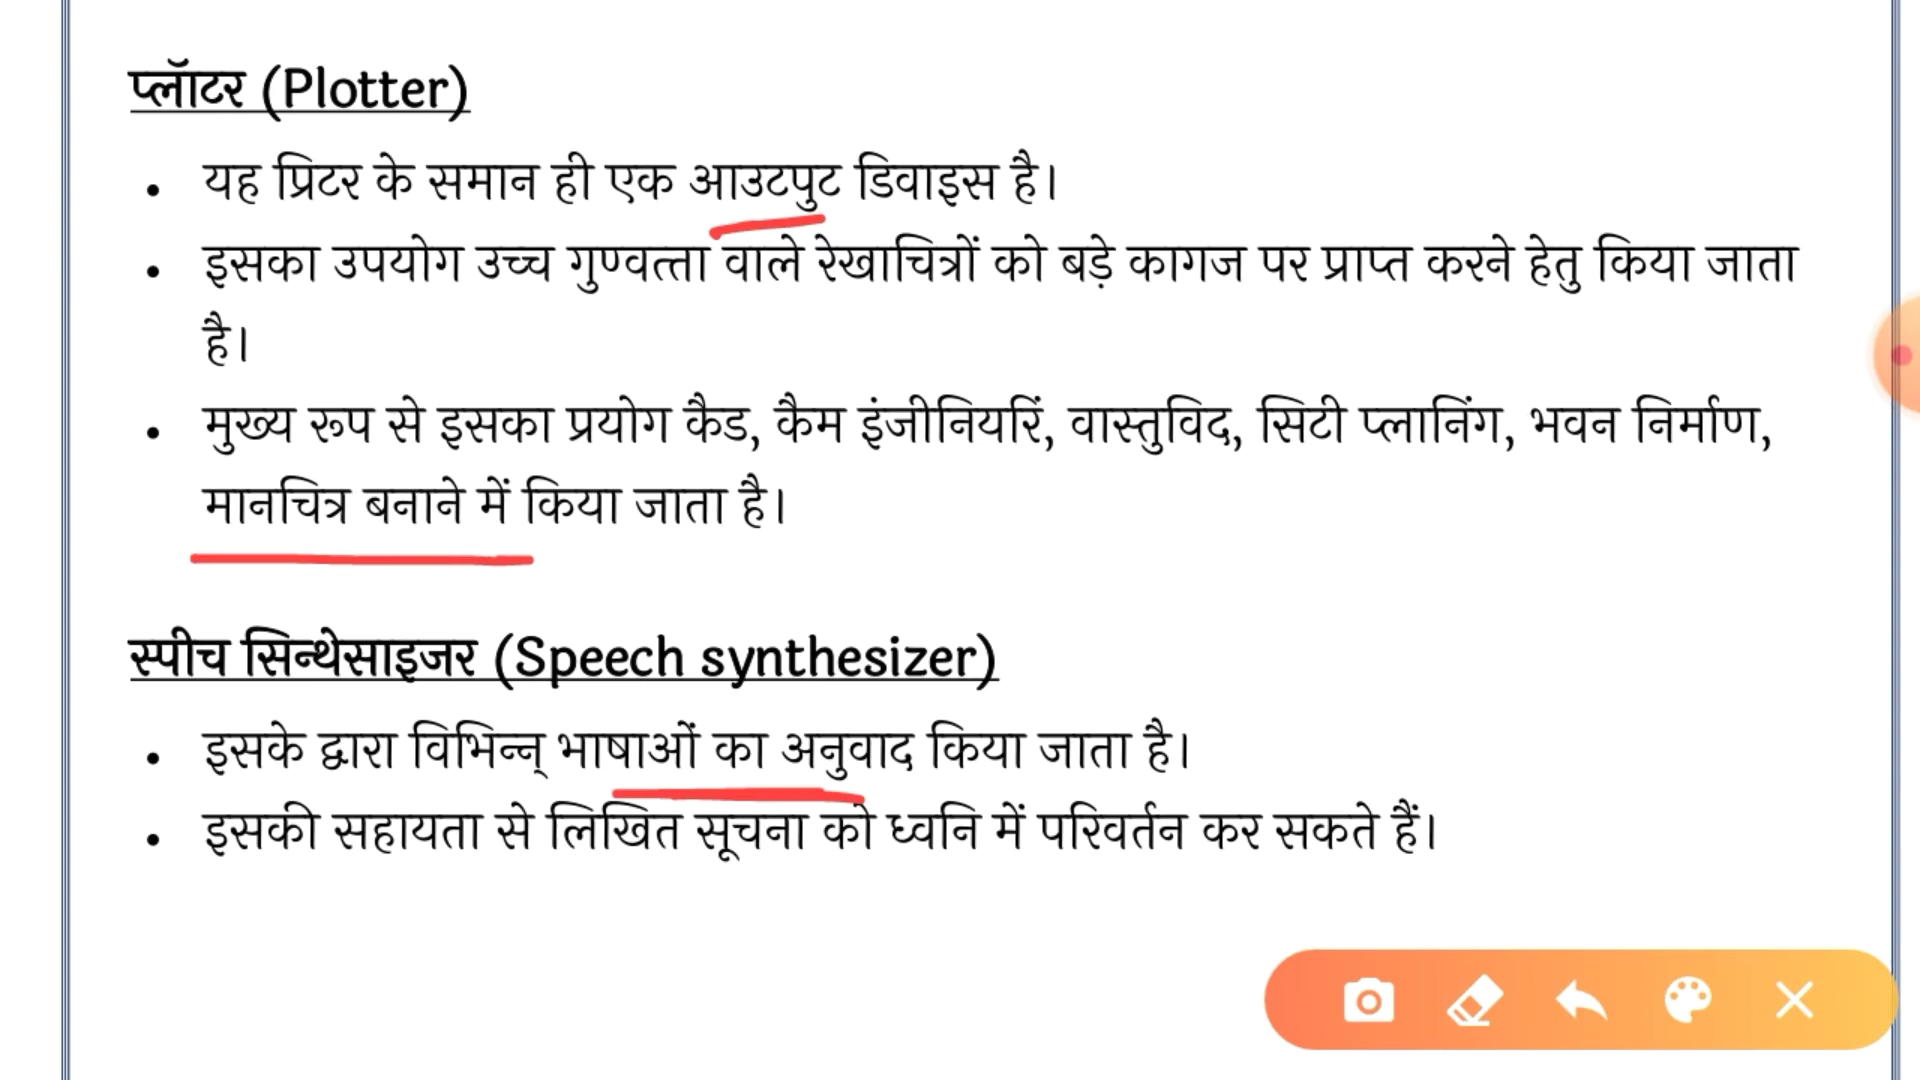 प्लॉटर (Plotter)
• यह प्रिटर के समान ही एक आउटपुट डिवाइस है।
• इसका उपयोग उच्च गुण्वत्ता वाले रेखाचित्रों को बड़े कागज पर प्राप्त करने हेतु किया जाता
है।
• मुख्य रूप से इसका प्रयोग कैड, कैम इंजीनियरिं, वास्तुविद, सिटी प्लानिंग, भवन निर्माण,
मानचित्र बनाने में किया जाता है।
स्पीच सिन्थेसाइजर (Speech synthesizer)
• इसके द्वारा विभिन्न् भाषाओं का अनुवाद किया जाता है।
• इसकी सहायता से लिखित सूचना को ध्वनि में परिवर्तन कर सकते हैं।